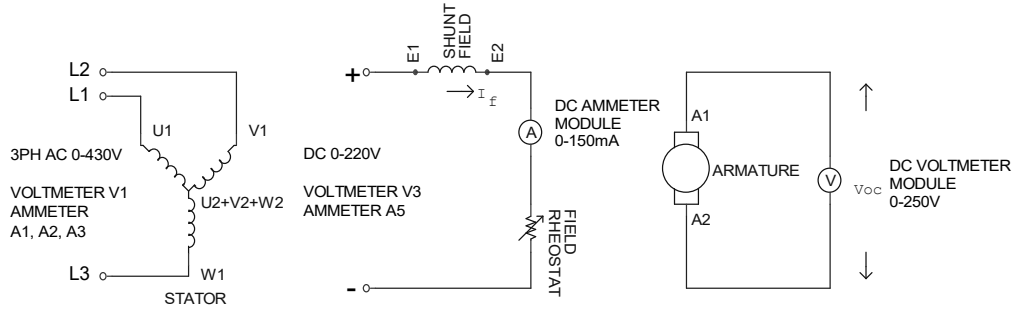 L2
L1
U1
V1
3PH AC 0-430V
VOLTMETER V1
AMMETER
A1, A2, A3
U2+V2+W2
L3
W1
STATOR
E1
SHUNT
FIELD
E2
+
I f
DC AMMETER
MODULE
0-150mA
A
DC 0-220V
VOLTMETER V3
AMMETER A5
FIELD
RHEOSTAT
-
A1
ARMATURE
A2
V
Voc
DC VOLTMETER
MODULE
0-250V